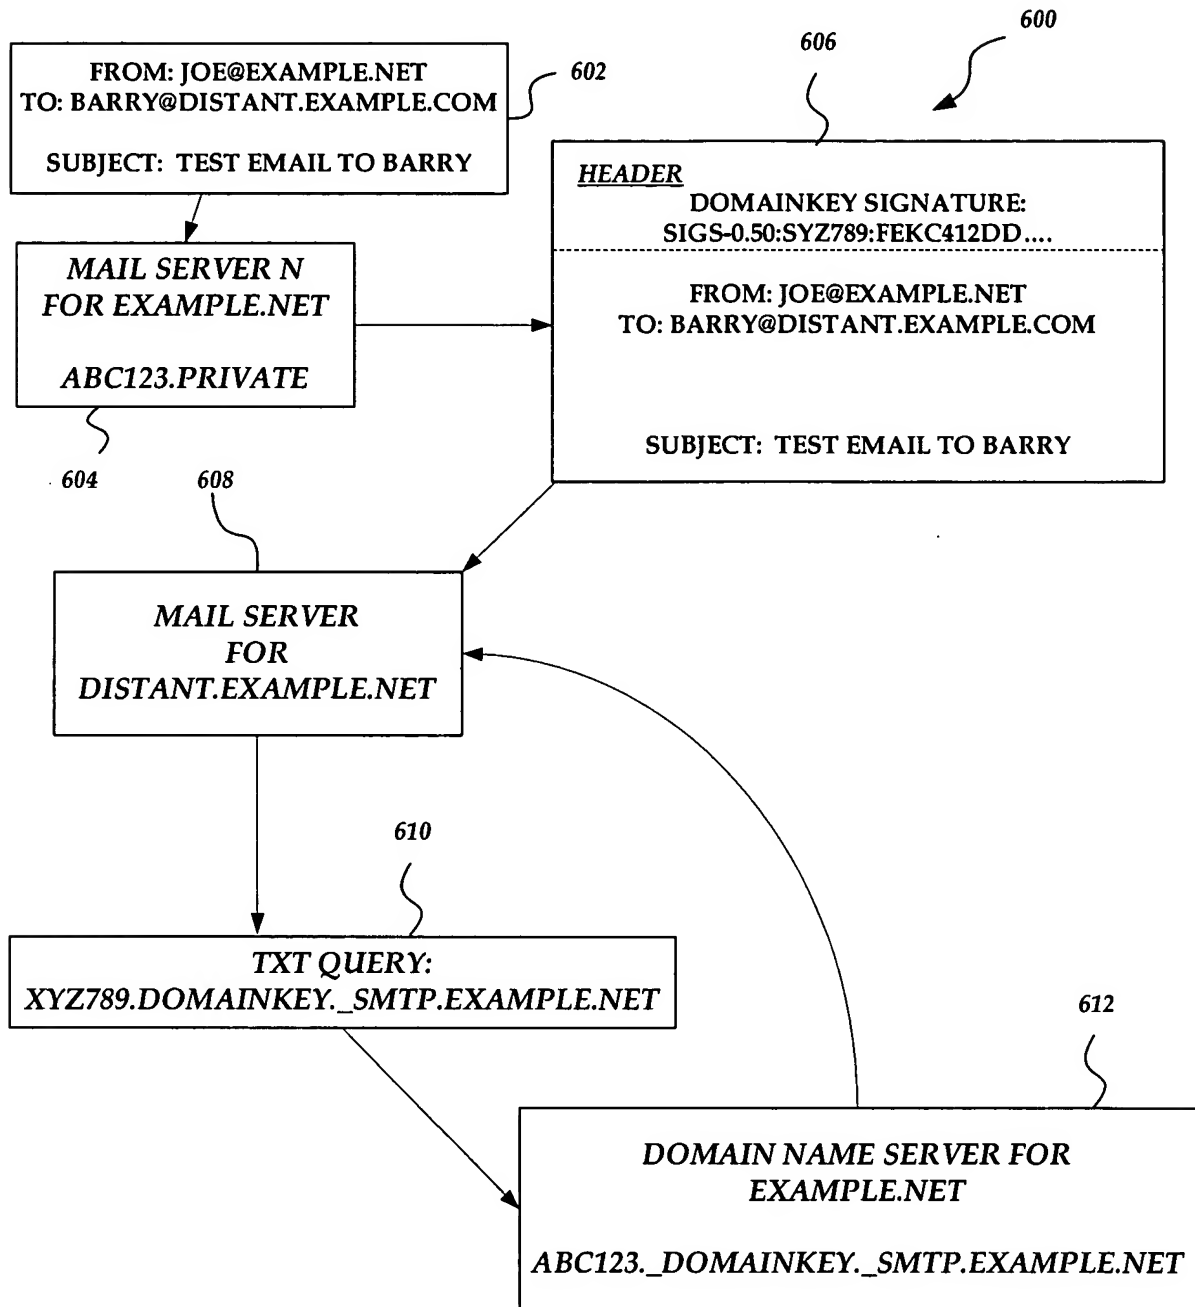 600
606
FROM: JOE@EXAMPLE.NET
TO: BARRY@DISTANT.EXAMPLE.COM
SUBJECT: TEST EMAIL TO BARRY
602
HEADER
DOMAINKEY SIGNATURE:
SIGS-0.50:SYZ789:FEKC412DD....
FROM: JOE@EXAMPLE.NET
TO: BARRY@DISTANT.EXAMPLE.COM
SUBJECT: TEST EMAIL TO BARRY
MAIL SERVER N
FOR EXAMPLE.NET
ABC123.PRIVATE
604
608
MAIL SERVER
FOR
DISTANT.EXAMPLE.NET
610
TXT QUERY:
XYZ789.DOMAINKEY._SMTP.EXAMPLE.NET
612
DOMAIN NAME SERVER FOR
EXAMPLE.NET
ABC123._DOMAINKEY._SMTP.EXAMPLE.NET